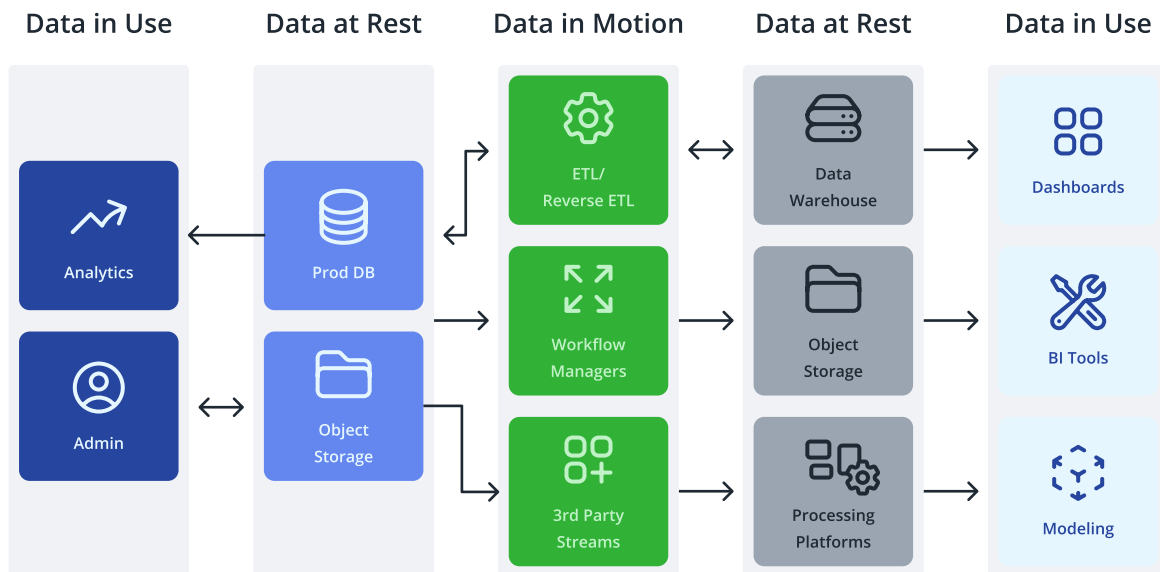 Data in Use
Data at Rest
Data in Motion
Data at Rest
Data in Use
Analytics
Admin
Prod DB
Object
Storage
ETL/
Reverse ETL
Workflow
Managers
3rd Party
Streams
Data
Warehouse
Object
Storage
Processing
Platforms
Dashboards
BI Tools
Modeling